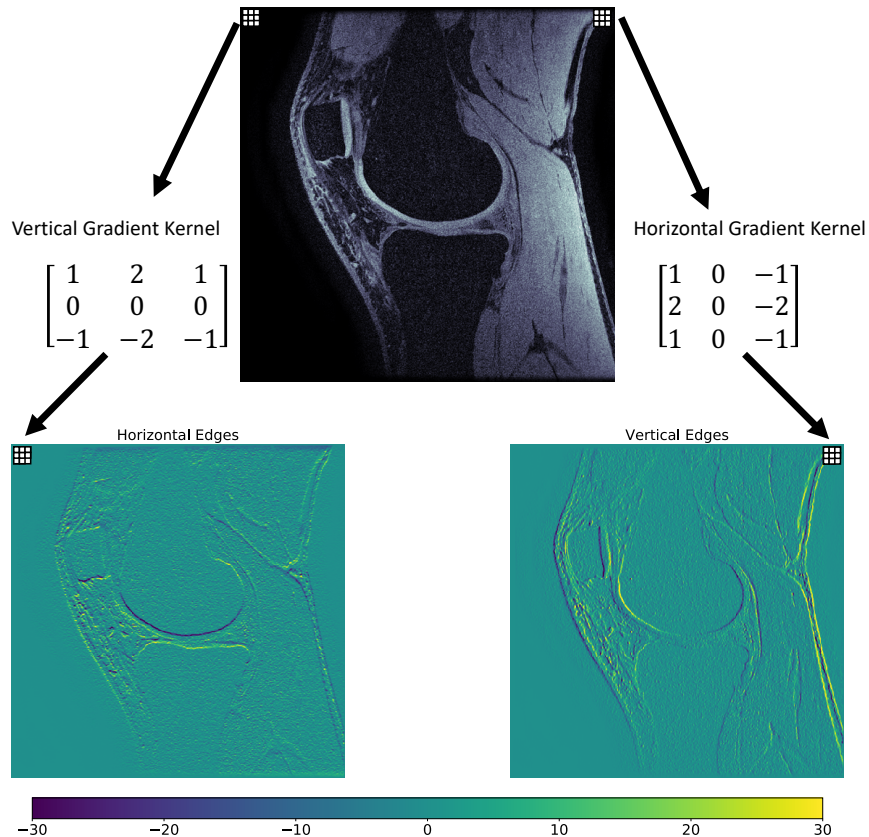 Vertical Gradient Kernel
1 2 1
0 0 0
−1 −2 −1
Horizontal Gradient Kernel
1 0 −1
2 0 −2
1 0 −1
Horizontal Edges
Vertical Edges
−30 −20 −10 0 10 20 30